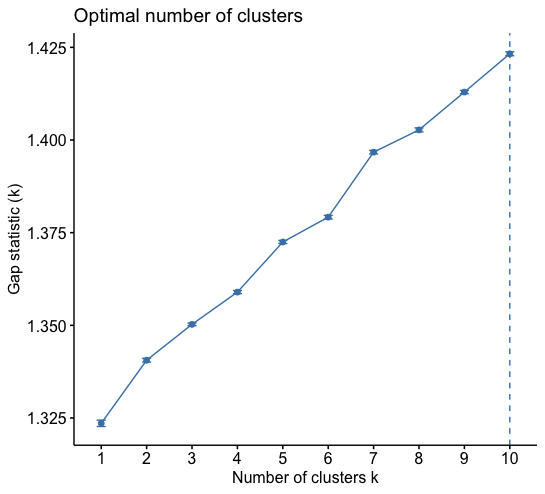 Optimal number of clusters
Gap statistic (k)
1.425
1.400
1.375
1.350
1.325
1 2 3 4 5 6 7 8 9 10
Number of clusters k